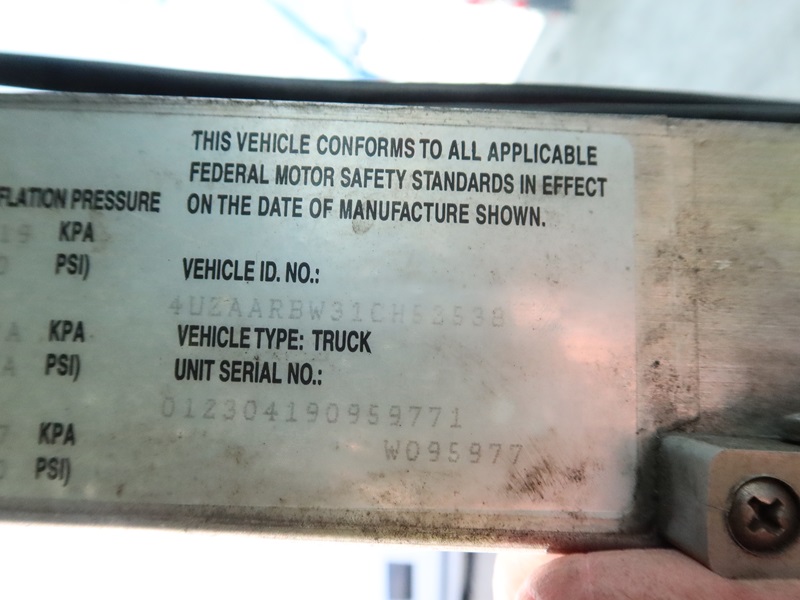 THIS VEHICLE CONFORMS TO ALL APPLICABLE
FEDERAL MOTOR SAFETY STANDARDS IN EFFECT
ON THE DATE OF MANUFACTURE SHOWN.
FLATION PRESSURE
KPA
PSI)
VEHICLE ID. NO.:
4UZAARBW31CH53538
KPA
VEHICLE TYPE: TRUCK
PSI)
UNIT SERIAL NO.:
012304190959771
KPA
W095977
PSI)